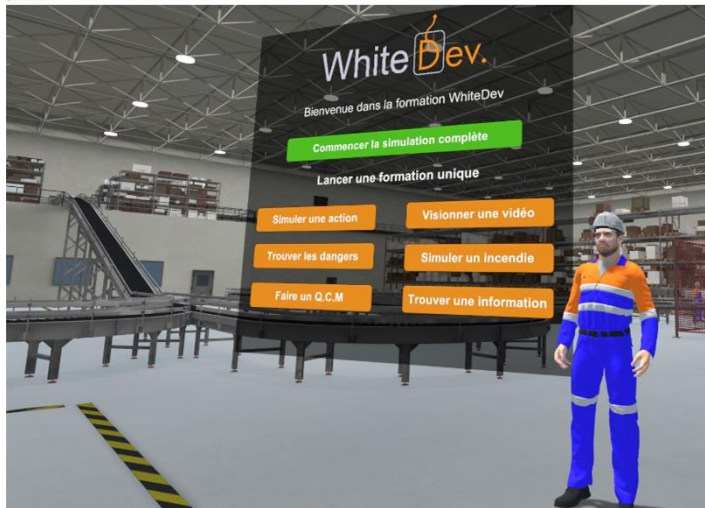 WhiteDev.
Bienvenue dans la formation WhiteDev
Commencer la simulation complète
Lancer une formation unique
Simuler une action
Visionner une vidéo
Trouver les dangers
Simuler un incendie
Faire un Q.C.M
Trouver une information